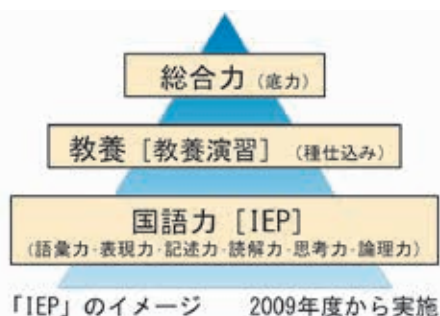 総合力（底力）
教養［教養演習］（種仕込み）
国語力［IEP］
（語彙力・表現力・記述力・読解力・思考力・論理力）
「IEP」のイメージ　2009年度から実施